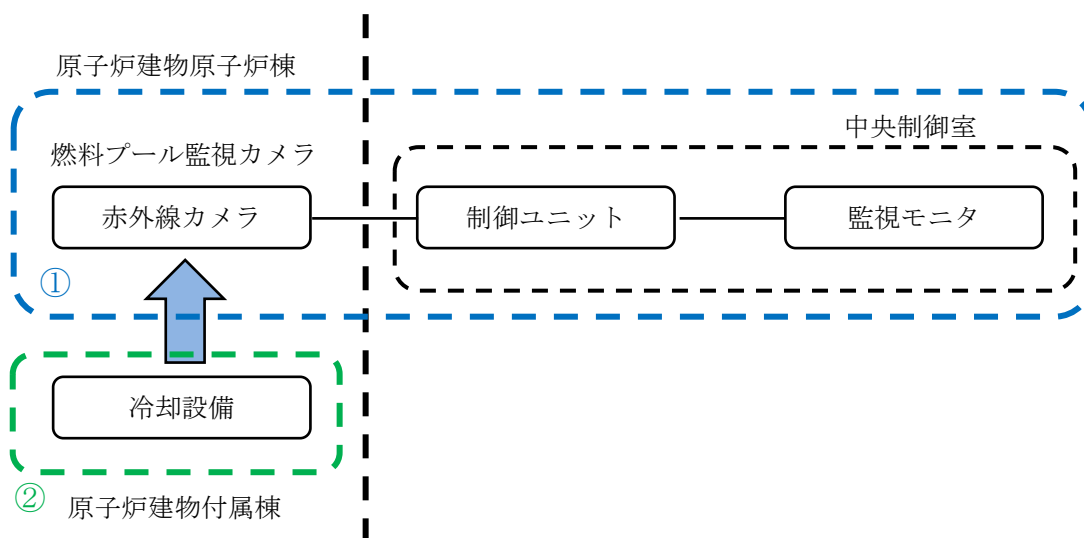 原子炉建物原子炉棟
中央制御室
燃料プール監視カメラ
赤外線カメラ
制御ユニット
監視モニタ
①
冷却設備
②
原子炉建物付属棟